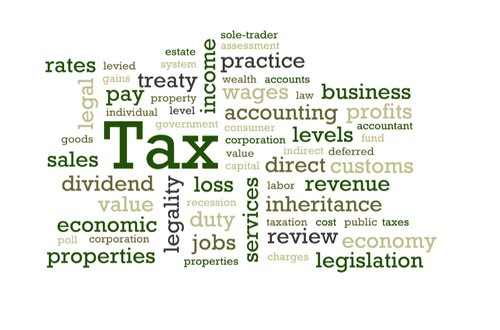 sole-trader
assessment
estate
income
practice
rates
levied
system
gains
treaty
wealth
accounts
legal
pay
property
wages
law
business
individual
level
accounting
profits
government
consumer
levels
accountant
goods
Tax
corporation
fund
sales
value
indirect
deferred
capital
direct
customs
dividend
legality
loss
services
labor
revenue
value
recession
inheritance
economic
duty
taxation
cost
public
taxes
poll
corporation
jobs
review
economy
properties
properties
charges
legislation